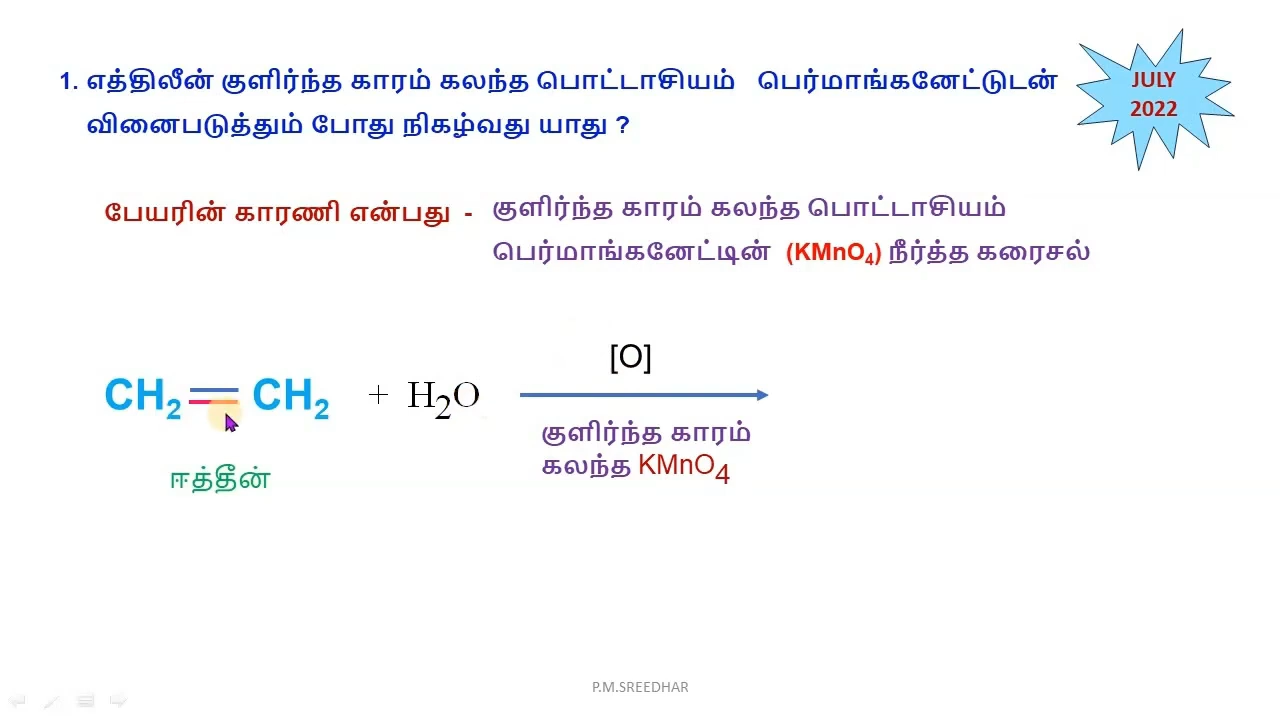 1. எத்திலீன் குளிர்ந்த காரம் கலந்த பொட்டாசியம் பெர்மாங்கனேட்டுடன்
வினைபடுத்தும் போது நிகழ்வது யாது ?
JULY
2022
பேயரின் காரணி என்பது - குளிர்ந்த காரம் கலந்த பொட்டாசியம்
பெர்மாங்கனேட்டின் (KMnO₄) நீர்த்த கரைசல்
[O]
CH₂ = CH₂ + H₂O
குளிர்ந்த காரம்
கலந்த KMnO₄
ஈத்தீன்
P.M.SREEDHAR